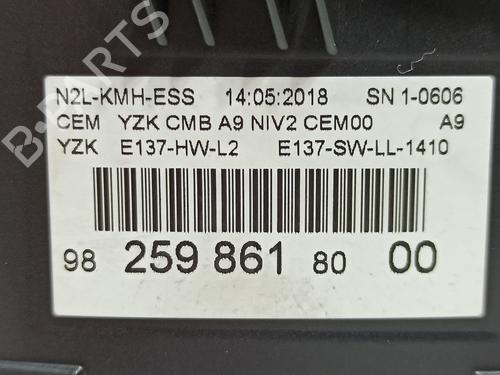 B-PARTS
N2L-KMH-ESS 14:05:2018 SN 1-0606
CEM YZK CMB A9 NIV2 CEM00 A9
YZK E137-HW-L2 E137-SW-LL-1410
98 259 861 80 00